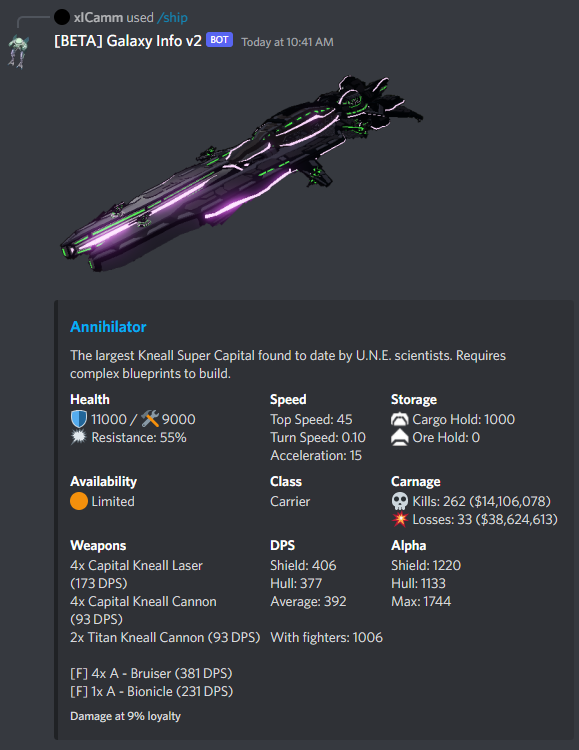 xlCamm used /ship
[BETA] Galaxy Info v2 BOT Today at 10:41 AM
Annihilator
The largest Kneall Super Capital found to date by U.N.E. scientists. Requires
complex blueprints to build.
Health
11000 / 9000
Resistance: 55%
Speed
Top Speed: 45
Turn Speed: 0.10
Acceleration: 15
Storage
Cargo Hold: 1000
Ore Hold: 0
Availability
Limited
Class
Carrier
Carnage
Kills: 262 ($14,106,078)
Losses: 33 ($38,624,613)
Weapons
4x Capital Kneall Laser
(173 DPS)
4x Capital Kneall Cannon
(93 DPS)
2x Titan Kneall Cannon (93 DPS)
[F] 4x A - Bruiser (381 DPS)
[F] 1x A - Bionicle (231 DPS)
DPS
Shield: 406
Hull: 377
Average: 392
With fighters: 1006
Alpha
Shield: 1220
Hull: 1133
Max: 1744
Damage at 9% loyalty